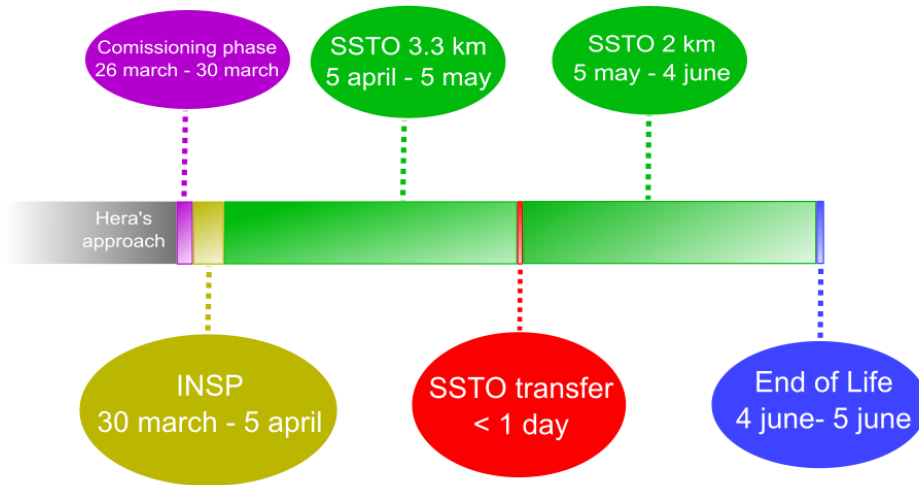 Comissioning phase
26 march - 30 march
SSTO 3.3 km
5 april - 5 may
SSTO 2 km
5 may - 4 june
Hera's
approach
INSP
30 march - 5 april
SSTO transfer
< 1 day
End of Life
4 june- 5 june